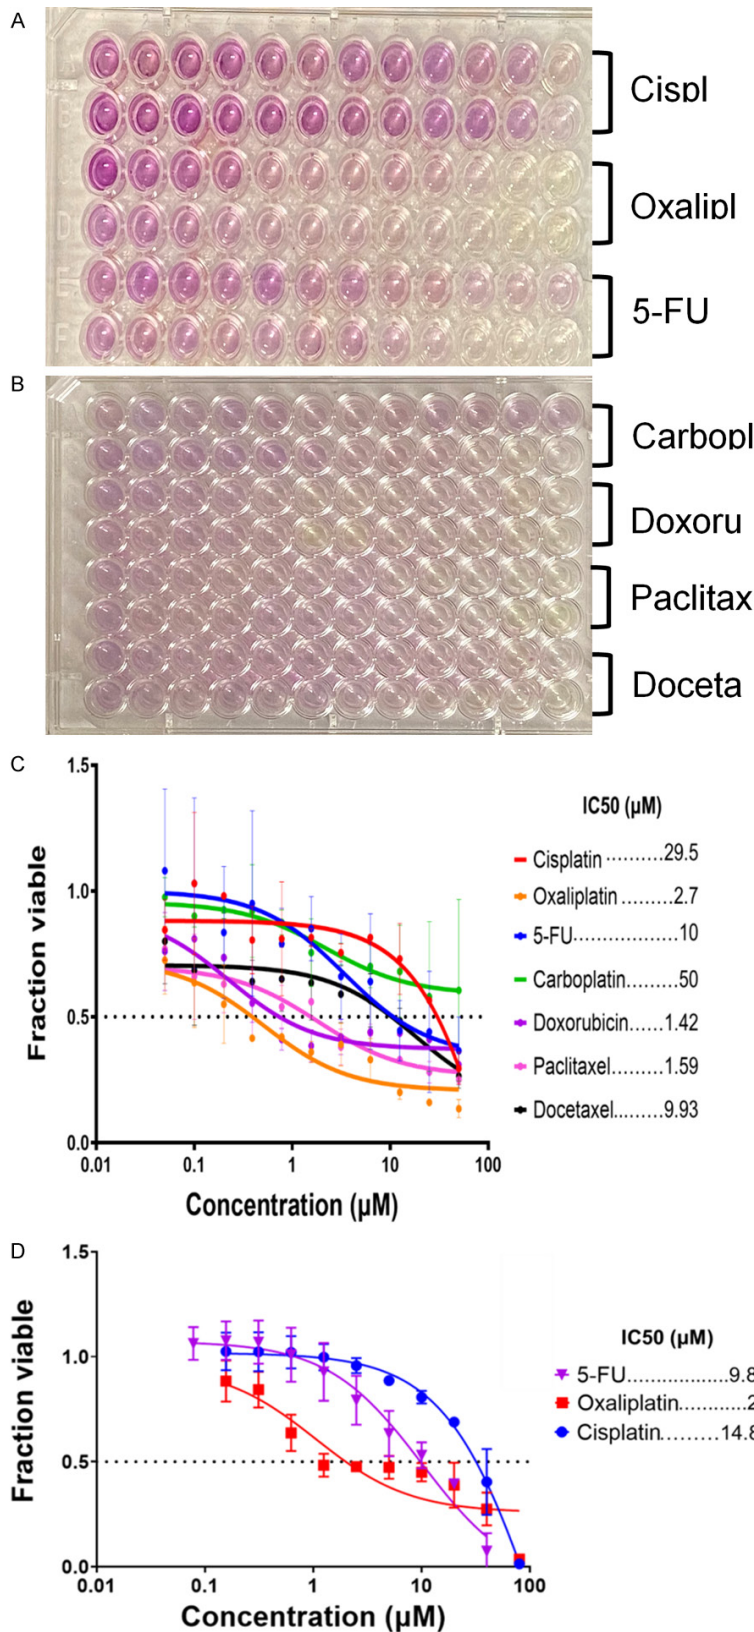 A
Cispl
Oxalipl
5-FU
B
Carbopl
Doxoru
Paclitax
Doceta
C
1.5
1.0
0.5
0.0
0.01
0.1
1
10
100
Fraction viable
Concentration (µM)
IC50 (µM)
Cisplatin ..........29.5
Oxaliplatin .........2.7
5-FU.................10
Carboplatin.........50
Doxorubicin.....1.42
Paclitaxel.........1.59
Docetaxel..........9.93
D
1.5
1.0
0.5
0.0
0.01
0.1
1
10
100
Fraction viable
Concentration (µM)
IC50 (µM)
5-FU....................9.8
Oxaliplatin............2
Cisplatin.........14.8